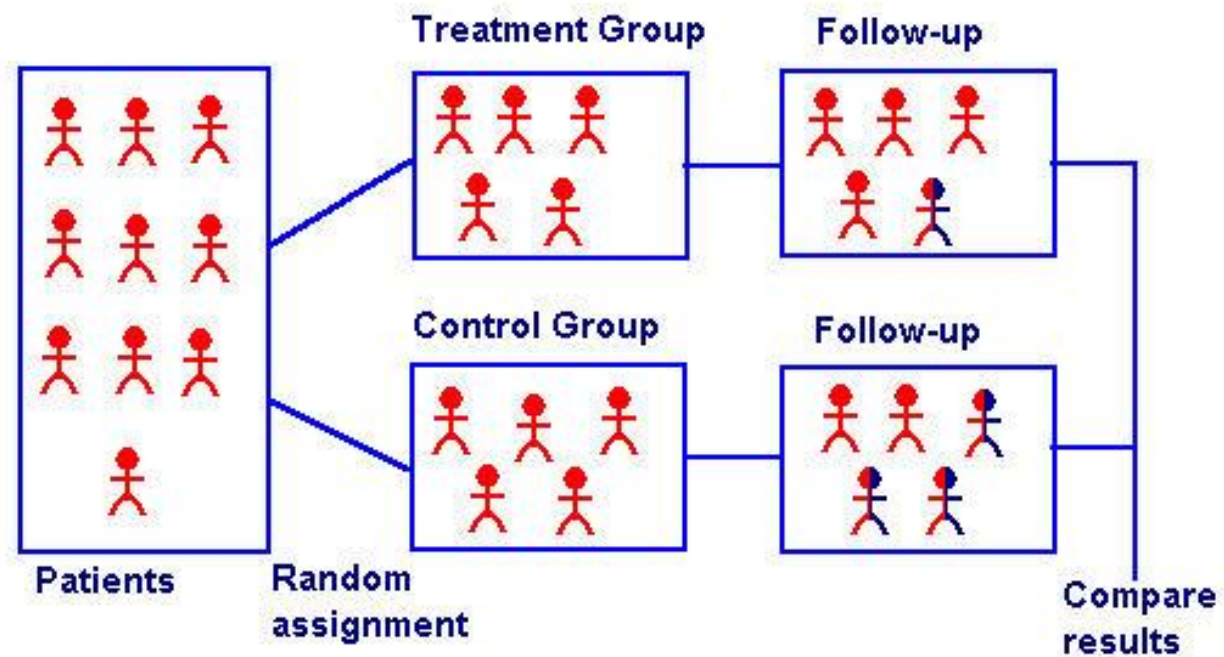 Treatment Group
Follow-up
Control Group
Follow-up
Patients
Random
assignment
Compare
results